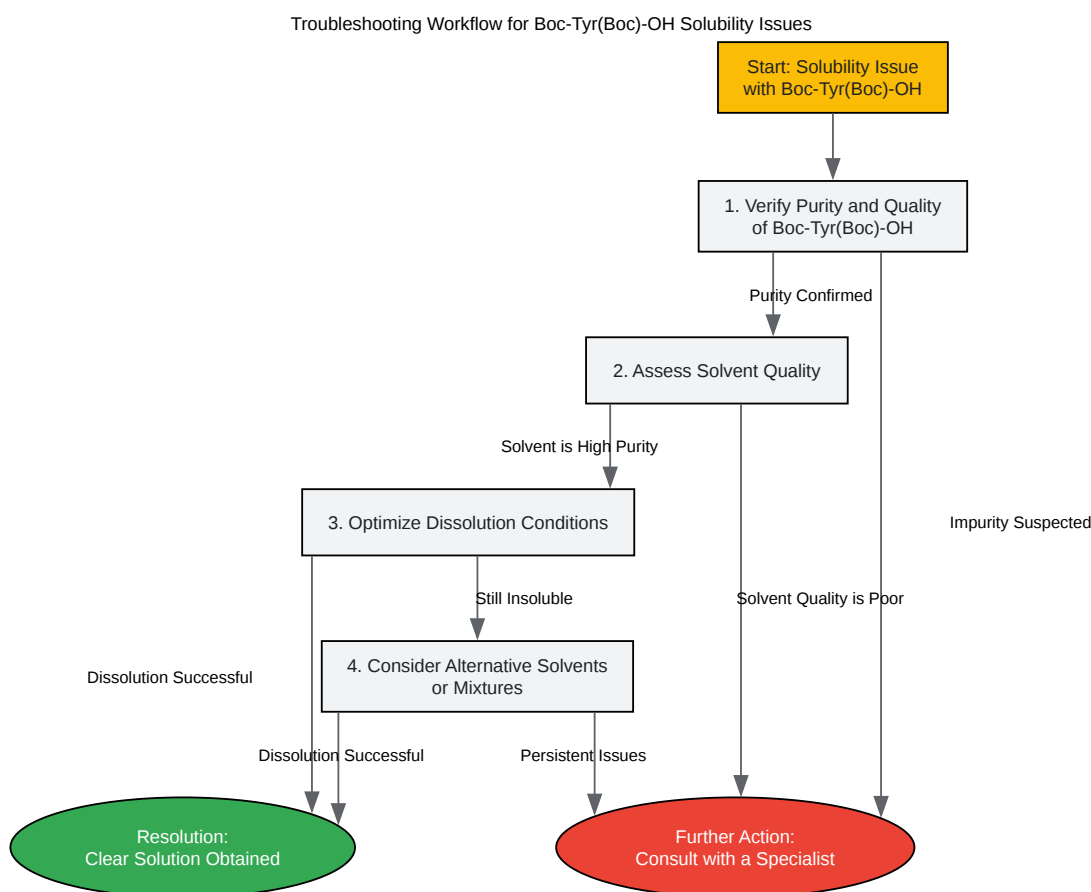 Troubleshooting Workflow for Boc-Tyr(Boc)-OH Solubility Issues
Start: Solubility Issue
with Boc-Tyr(Boc)-OH
1. Verify Purity and Quality
of Boc-Tyr(Boc)-OH
Purity Confirmed
2. Assess Solvent Quality
Solvent is High Purity
3. Optimize Dissolution Conditions
Impurity Suspected
Still Insoluble
Solvent Quality is Poor
4. Consider Alternative Solvents
or Mixtures
Dissolution Successful
Dissolution Successful
Persistent Issues
Resolution:
Clear Solution Obtained
Further Action:
Consult with a Specialist